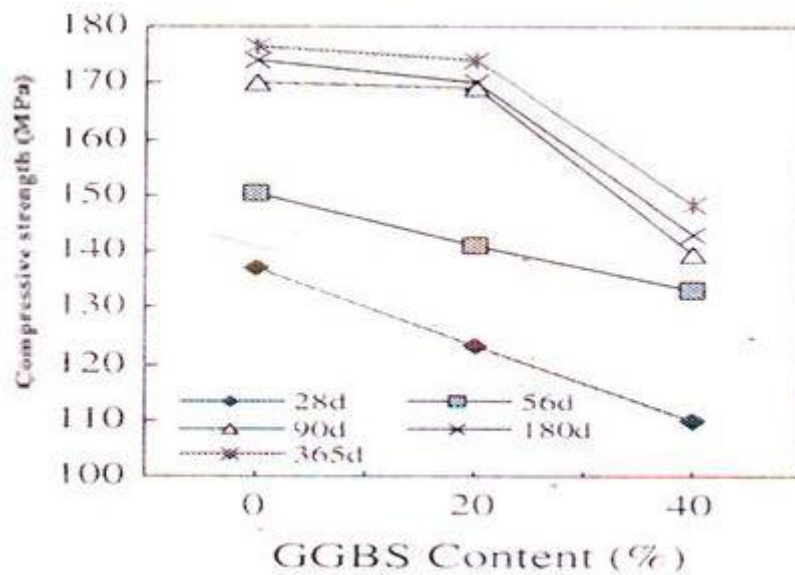 Compressive strength (MPa)
180
170
160
150
140
130
120
110
100
28d
56d
90d
180d
365d
0
20
40
GGBS Content (%)